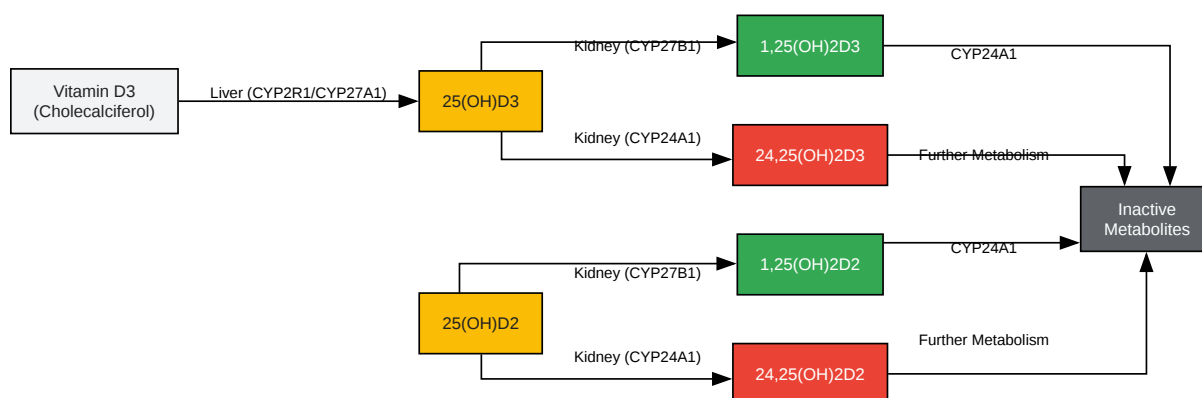 Kidney (CYP27B1)
1,25(OH)2D3
CYP24A1
Vitamin D3
(Cholecalciferol)
Liver (CYP2R1/CYP27A1)
25(OH)D3
Kidney (CYP24A1)
24,25(OH)2D3
Further Metabolism
Inactive
Metabolites
1,25(OH)2D2
CYP24A1
Kidney (CYP27B1)
25(OH)D2
Kidney (CYP24A1)
24,25(OH)2D2
Further Metabolism